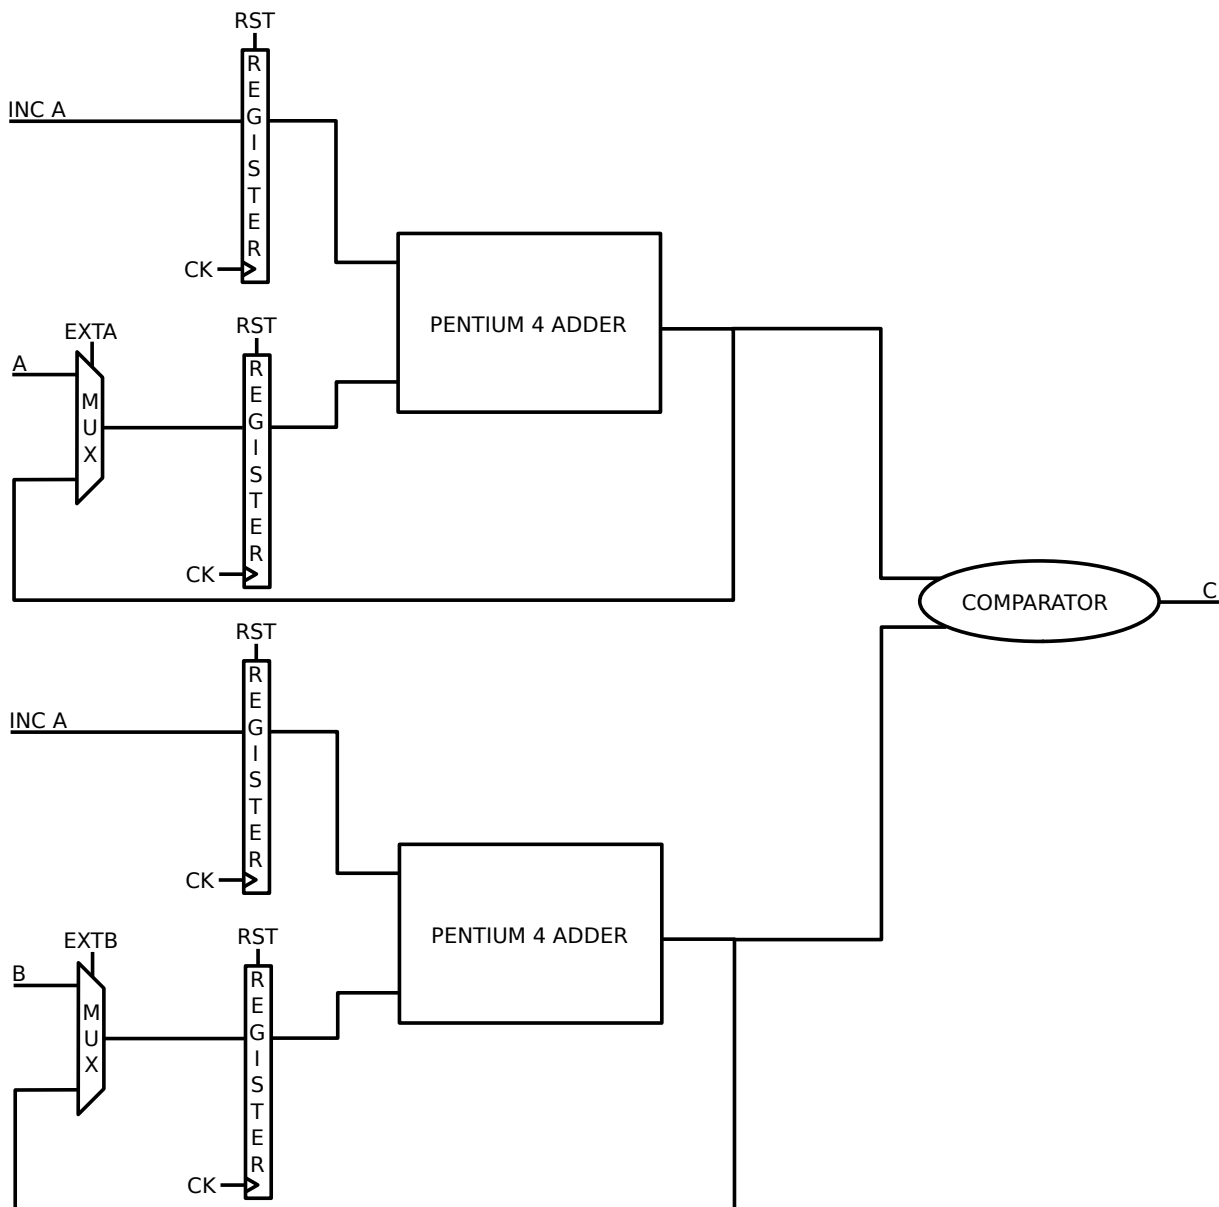 RST
INC A
REGISTER
CK
PENTIUM 4 ADDER
EXTA
RST
A
MUX
REGISTER
CK
COMPARATOR
C
RST
INC A
REGISTER
CK
PENTIUM 4 ADDER
EXTB
RST
B
MUX
REGISTER
CK